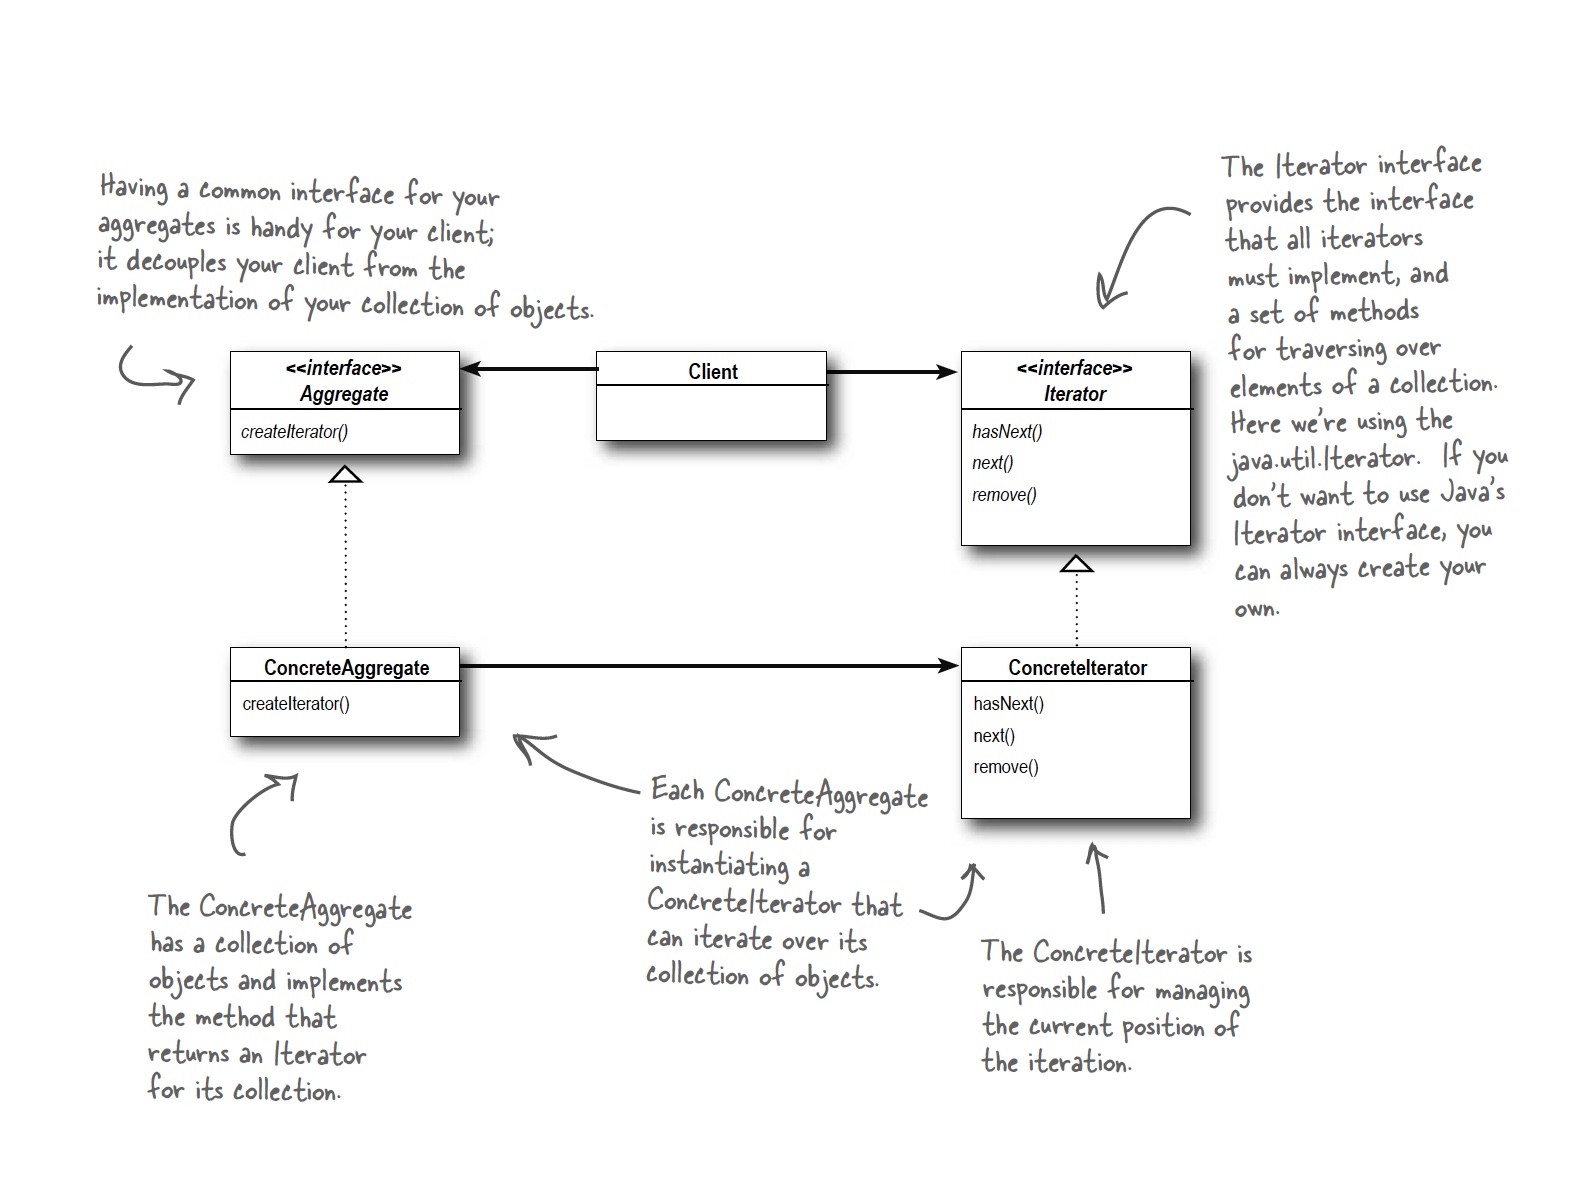 Having a common interface for your
aggregates is handy for your client;
it decouples your client from the
implementation of your collection of objects.
The Iterator interface
provides the interface
that all iterators
must implement, and
a set of methods
for traversing over
elements of a collection.
Here we're using the
java.util.Iterator. If you
don't want to use Java's
Iterator interface, you
can always create your
own.
<<interface>>
Aggregate
createIterator()
Client
<<interface>>
Iterator
hasNext()
next()
remove()
ConcreteAggregate
createIterator()
ConcreteIterator
hasNext()
next()
remove()
Each ConcreteAggregate
is responsible for
instantiating a
ConcreteIterator that
can iterate over its
collection of objects.
The ConcreteAggregate
has a collection of
objects and implements
the method that
returns an Iterator
for its collection.
The ConcreteIterator is
responsible for managing
the current position of
the iteration.